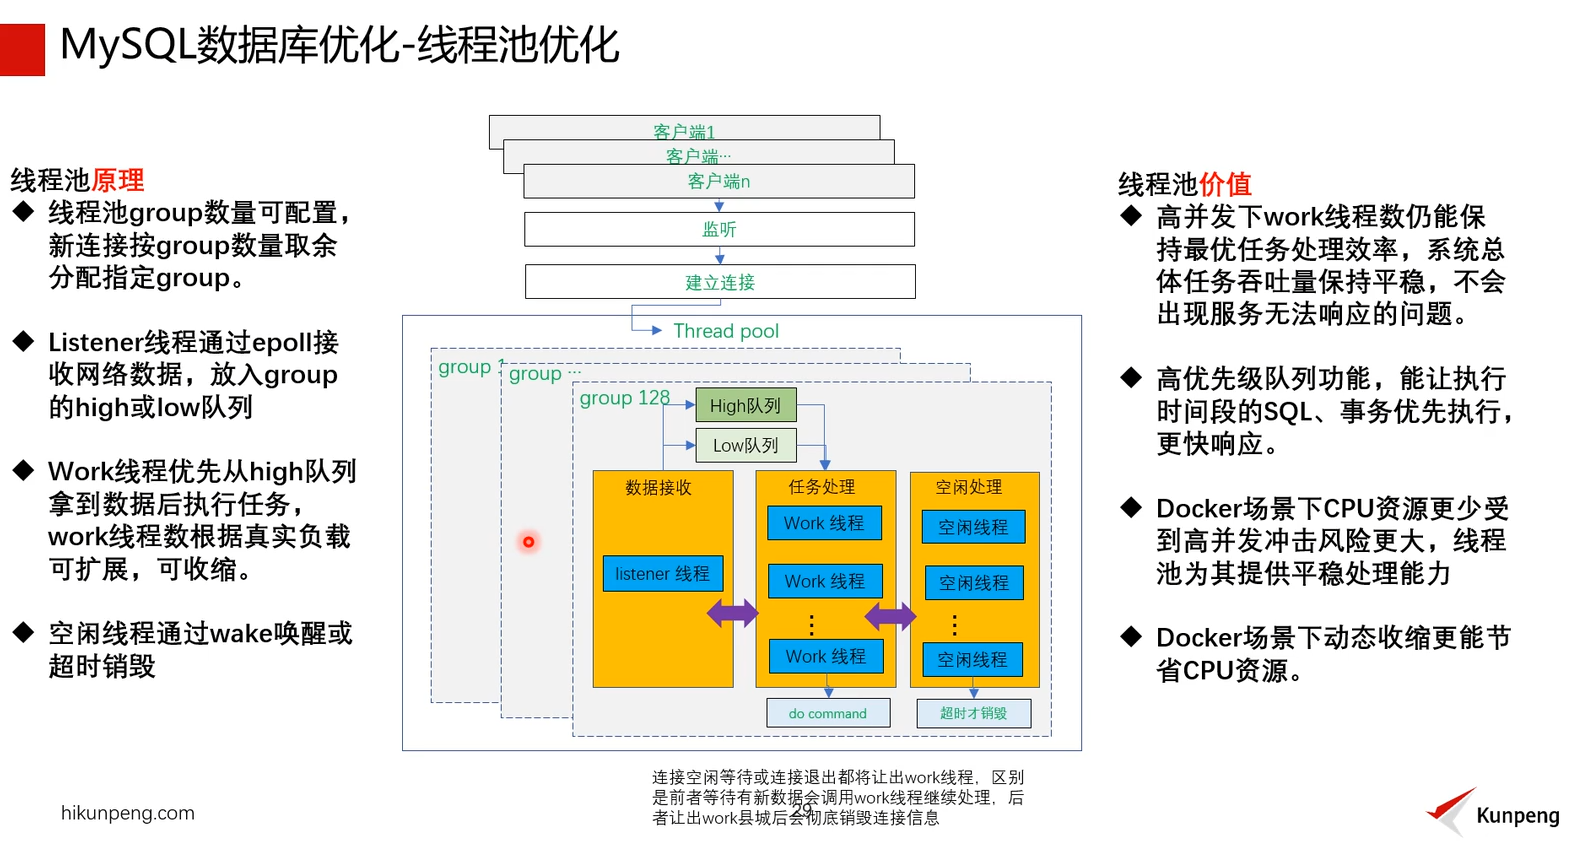 MySQL数据库优化-线程池优化
线程池原理
◆ 线程池group数量可配置，
新连接按group数量取余
分配指定group。
◆ Listener线程通过epoll接
收网络数据，放入group
的high或low队列
◆ Work线程优先从high队列
拿到数据后执行任务，
work线程数根据真实负载
可扩展，可收缩。
◆ 空闲线程通过wake唤醒或
超时销毁
客户端1
客户端…
客户端n
监听
建立连接
Thread pool
group 1
group …
group 128
High队列
Low队列
数据接收
listener 线程
任务处理
Work 线程
Work 线程
⋮
Work 线程
do command
空闲处理
空闲线程
空闲线程
⋮
空闲线程
超时才销毁
连接空闲等待或连接退出都将让出work线程，区别
是前者等待有新数据会调用work线程继续处理，后
者让出work县城后会彻底销毁连接信息
线程池价值
◆ 高并发下work线程数仍能保
持最优任务处理效率，系统总
体任务吞吐量保持平稳，不会
出现服务无法响应的问题。
◆ 高优先级队列功能，能让执行
时间段的SQL、事务优先执行，
更快响应。
◆ Docker场景下CPU资源更少受
到高并发冲击风险更大，线程
池为其提供平稳处理能力
◆ Docker场景下动态收缩更能节
省CPU资源。
hikunpeng.com
29
Kunpeng